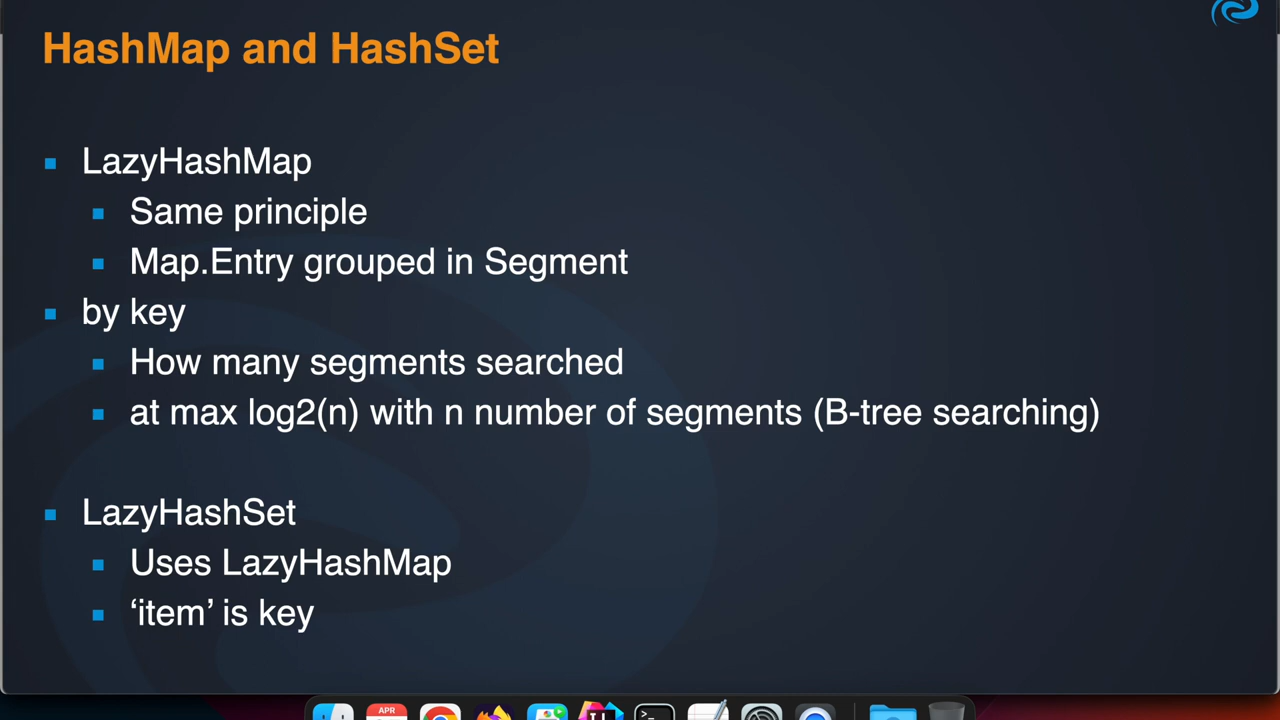 HashMap and HashSet
LazyHashMap
Same principle
Map.Entry grouped in Segment
by key
How many segments searched
at max log2(n) with n number of segments (B-tree searching)
LazyHashSet
Uses LazyHashMap
‘item’ is key
APR